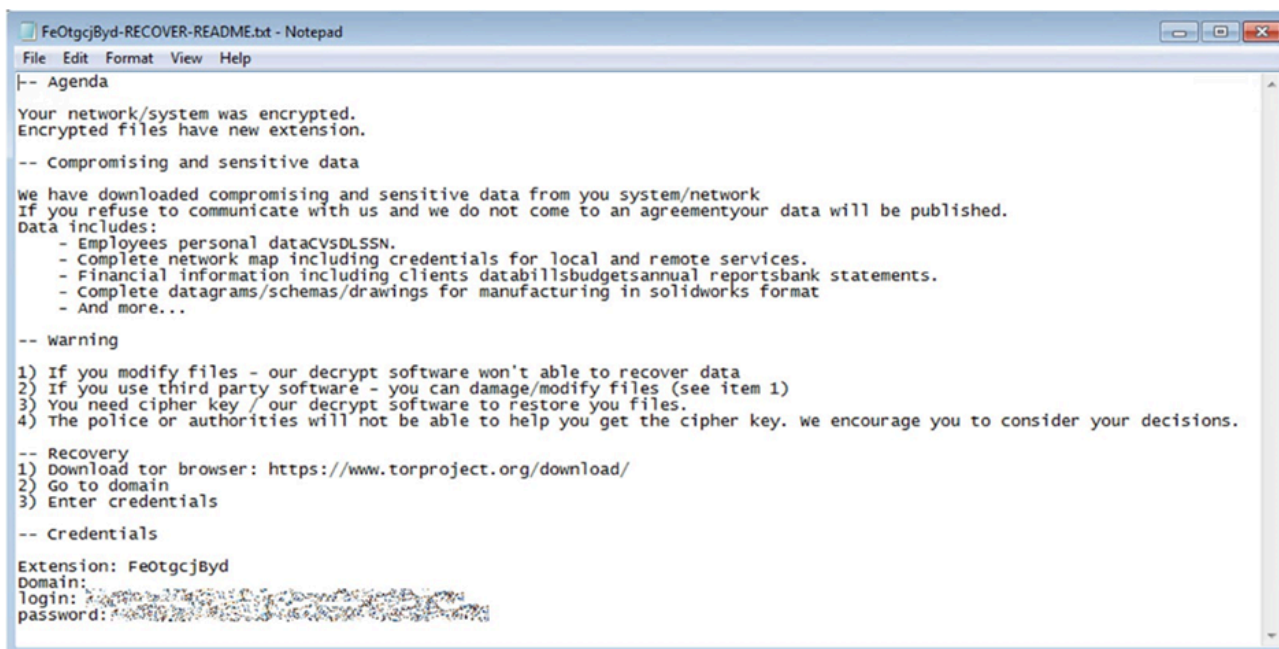 FeOtgcjByd-RECOVER-README.txt - Notepad
File Edit Format View Help
-- Agenda
Your network/system was encrypted.
Encrypted files have new extension.
-- Compromising and sensitive data
We have downloaded compromising and sensitive data from you system/network
If you refuse to communicate with us and we do not come to an agreementyour data will be published.
Data includes:
- Employees personal dataCVsDLSSN.
- Complete network map including credentials for local and remote services.
- Financial information including clients databillsbudgetsannual reportsbank statements.
- Complete datagrams/schemas/drawings for manufacturing in solidworks format
- And more...
-- Warning
1) If you modify files - our decrypt software won't able to recover data
2) If you use third party software - you can damage/modify files (see item 1)
3) You need cipher key / our decrypt software to restore you files.
4) The police or authorities will not be able to help you get the cipher key. We encourage you to consider your decisions.
-- Recovery
1) Download tor browser: https://www.torproject.org/download/
2) Go to domain
3) Enter credentials
-- Credentials
Extension: FeOtgcjByd
Domain:
login:
password: